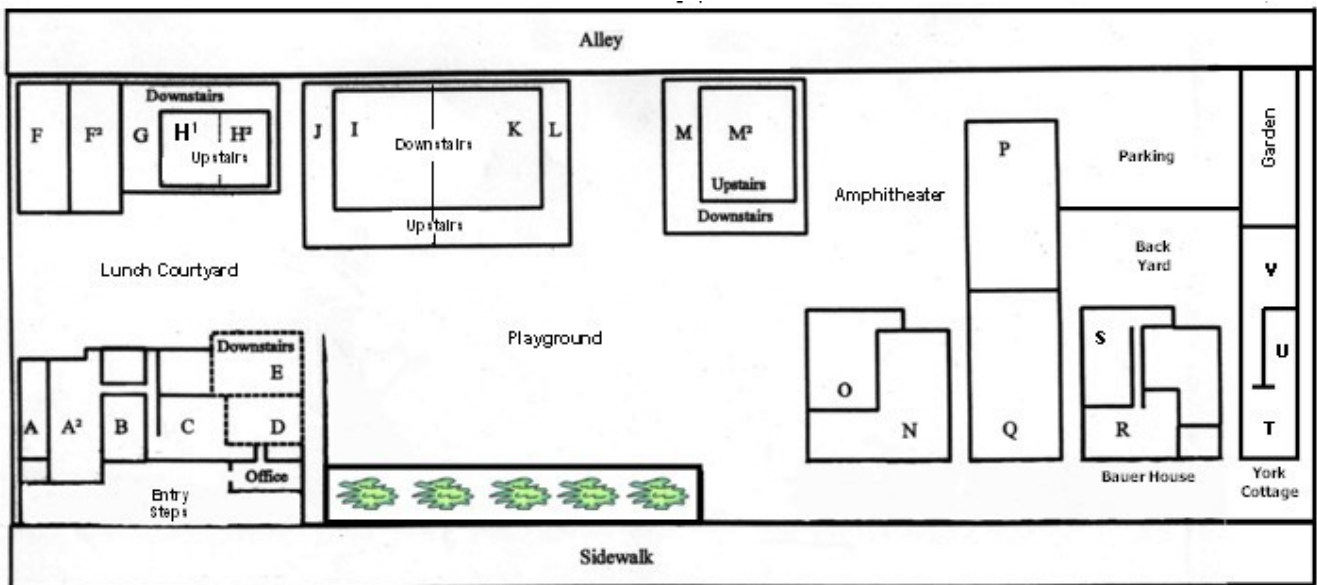 Alley
Downstairs
F F² G H¹ H²
Upstairs
J I K L
Downstairs
Upstairs
M M²
Upstairs
Downstairs
P
Parking
Garden
Amphitheater
Back
Yard
V
Lunch Courtyard
Playground
Downstairs
E
S
U
O
A A² B C D
N
Q
R
T
Office
Entry
Steps
Bauer House
York
Cottage
Sidewalk